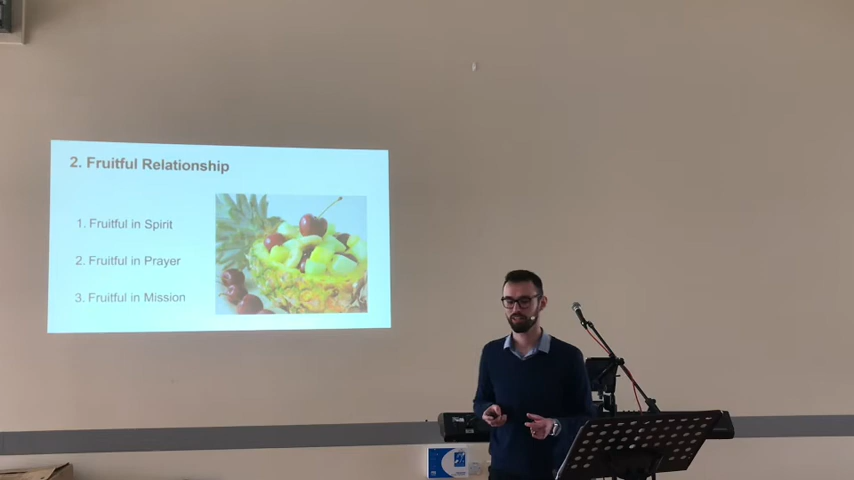 2. Fruitful Relationship
1. Fruitful in Spirit
2. Fruitful in Prayer
3. Fruitful in Mission